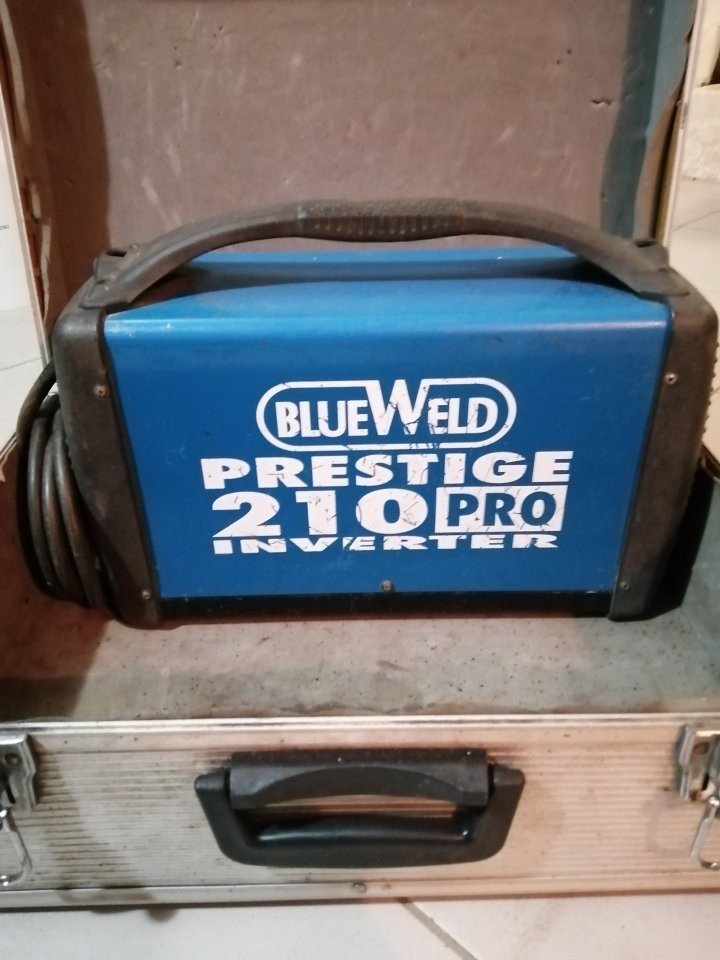 BLUEWELD
PRESTIGE
210 PRO
INVERTER